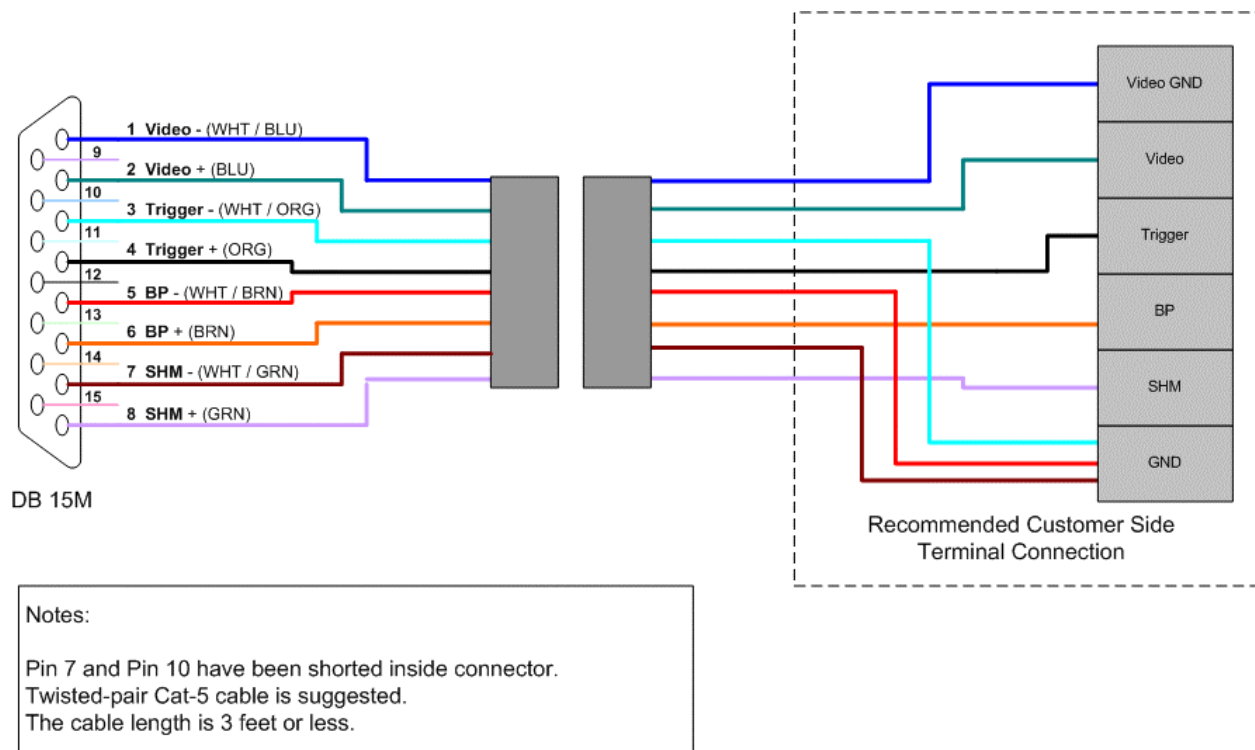 1 Video - (WHT / BLU)
9
2 Video + (BLU)
10
3 Trigger - (WHT / ORG)
11
4 Trigger + (ORG)
12
5 BP - (WHT / BRN)
13
6 BP + (BRN)
14
7 SHM - (WHT / GRN)
15
8 SHM + (GRN)
DB 15M
Video GND
Video
Trigger
BP
SHM
GND
Recommended Customer Side
Terminal Connection
Notes:
Pin 7 and Pin 10 have been shorted inside connector.
Twisted-pair Cat-5 cable is suggested.
The cable length is 3 feet or less.